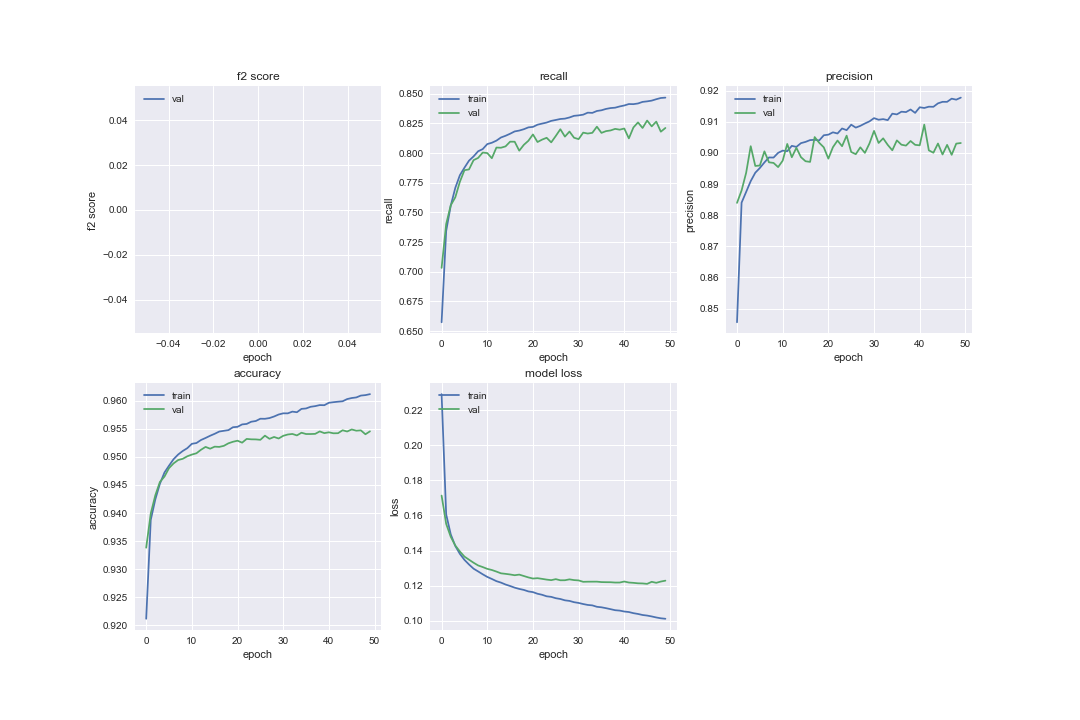 f2 score
val
0.04
0.02
0.00
−0.02
−0.04
f2 score
−0.04 −0.02 0.00 0.02 0.04
epoch
recall
train
val
0.850
0.825
0.800
0.775
0.750
0.725
0.700
0.675
0.650
recall
0 10 20 30 40 50
epoch
precision
train
val
0.92
0.91
0.90
0.89
0.88
0.87
0.86
0.85
precision
0 10 20 30 40 50
epoch
accuracy
train
val
0.960
0.955
0.950
0.945
0.940
0.935
0.930
0.925
0.920
accuracy
0 10 20 30 40 50
epoch
model loss
train
val
0.22
0.20
0.18
0.16
0.14
0.12
0.10
loss
0 10 20 30 40 50
epoch